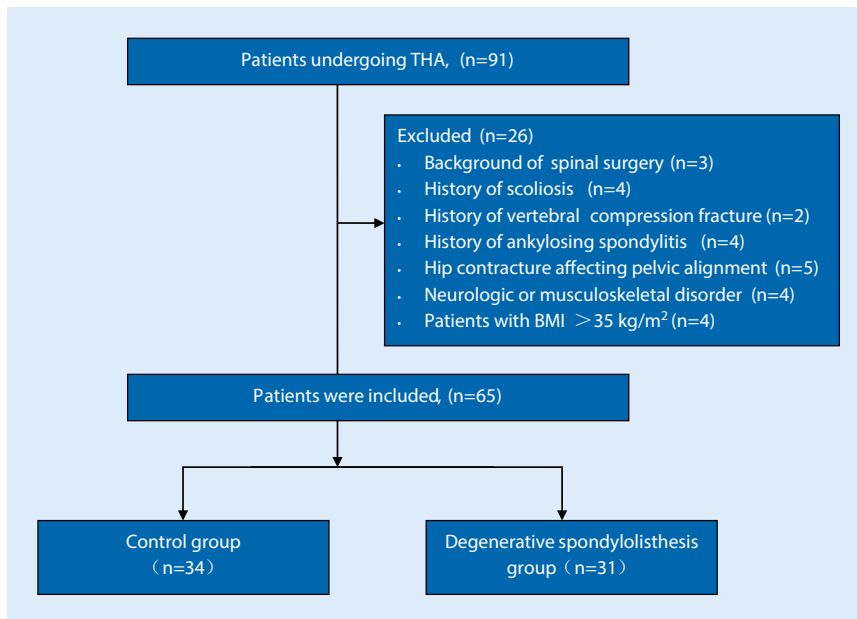 Patients undergoing THA, (n=91)
Excluded (n=26)
· Background of spinal surgery (n=3)
· History of scoliosis (n=4)
· History of vertebral compression fracture (n=2)
· History of ankylosing spondylitis (n=4)
· Hip contracture affecting pelvic alignment (n=5)
· Neurologic or musculoskeletal disorder (n=4)
· Patients with BMI ＞35 kg/m² (n=4)
Patients were included, (n=65)
Control group
（n=34）
Degenerative spondylolisthesis
group（n=31）